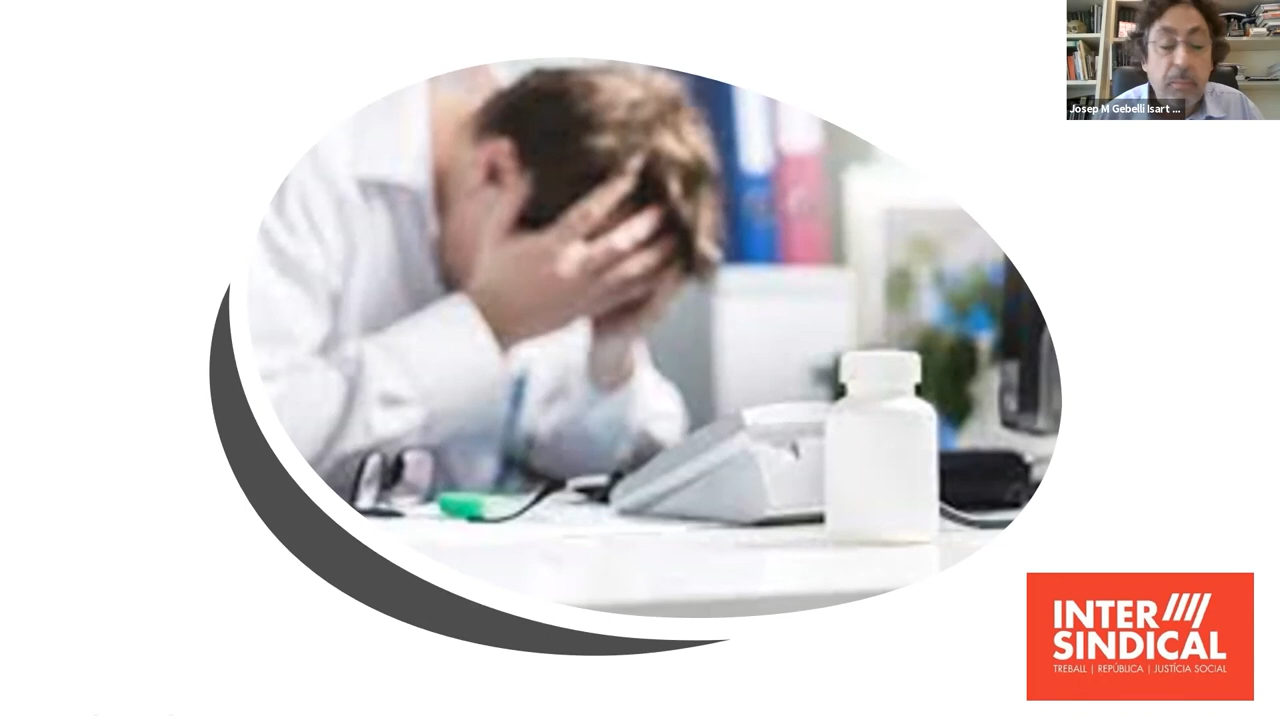 Josep M Gebelli Isart ...
INTER
SINDICAL
TREBALL | REPÚBLICA | JUSTÍCIA SOCIAL